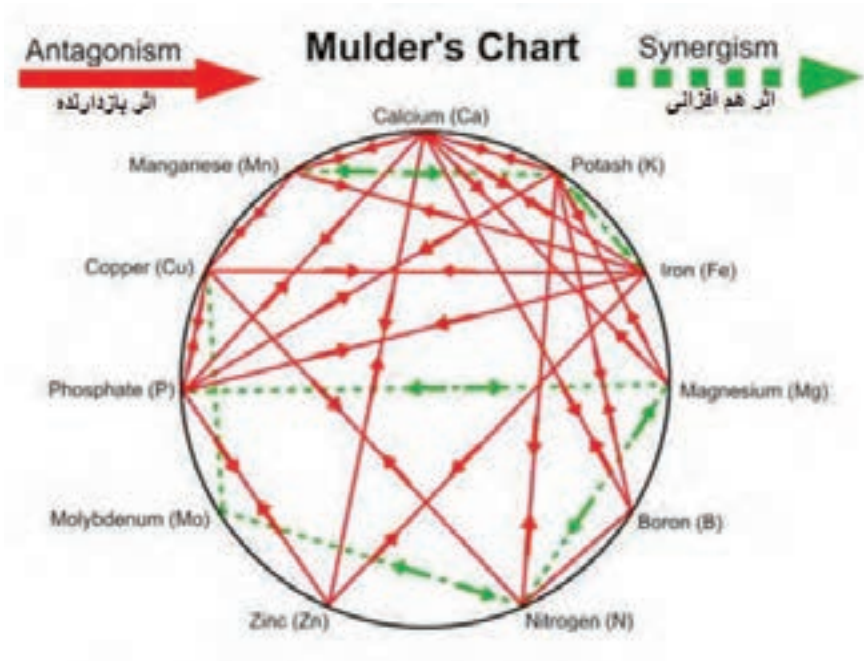 Mulder's Chart
Antagonism
اثر بازدارنده
Synergism
اثر هم افزائی
Calcium (Ca)
Manganese (Mn)
Potash (K)
Copper (Cu)
Iron (Fe)
Phosphate (P)
Magnesium (Mg)
Molybdenum (Mo)
Boron (B)
Zinc (Zn)
Nitrogen (N)